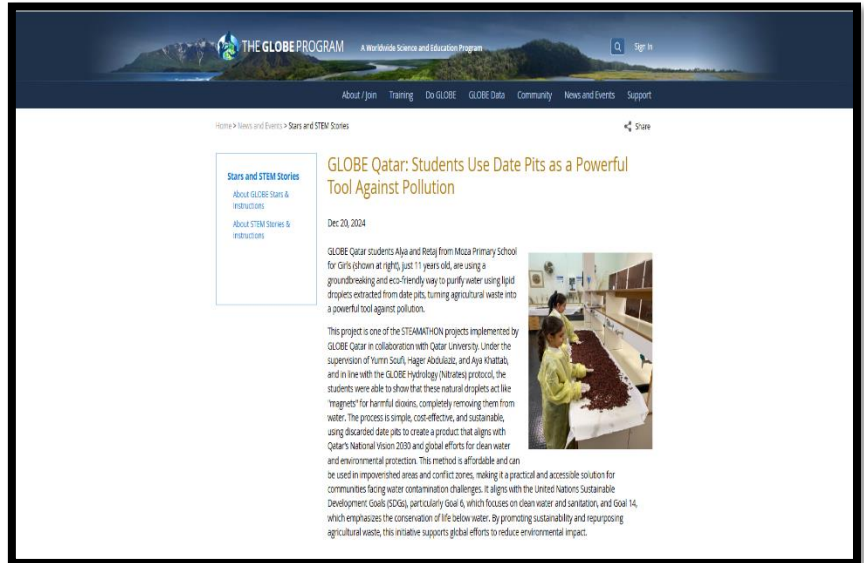 THE GLOBE PROGRAM
A Worldwide Science and Education Program
Sign In
About / Join Training Do GLOBE GLOBE Data Community News and Events Support
Home > News and Events > Stars and STEM Stories
Share
Stars and STEM Stories
About GLOBE Stars &
Instructions
About STEM Stories &
Instructions
GLOBE Qatar: Students Use Date Pits as a Powerful
Tool Against Pollution
Dec 20, 2024
GLOBE Qatar students Alya and Retaj from Moza Primary School
for Girls (shown at right), just 11 years old, are using a
groundbreaking and eco-friendly way to purify water using lipid
droplets extracted from date pits, turning agricultural waste into
a powerful tool against pollution.
This project is one of the STEAMATHON projects implemented by
GLOBE Qatar in collaboration with Qatar University. Under the
supervision of Yumn Soufi, Hager Abdulaziz, and Aya Khattab,
and in line with the GLOBE Hydrology (Nitrates) protocol, the
students were able to show that these natural droplets act like
"magnets" for harmful dioxins, completely removing them from
water. The process is simple, cost-effective, and sustainable,
using discarded date pits to create a product that aligns with
Qatar's National Vision 2030 and global efforts for clean water
and environmental protection. This method is affordable and can
be used in impoverished areas and conflict zones, making it a practical and accessible solution for
communities facing water contamination challenges. It aligns with the United Nations Sustainable
Development Goals (SDGs), particularly Goal 6, which focuses on clean water and sanitation, and Goal 14,
which emphasizes the conservation of life below water. By promoting sustainability and repurposing
agricultural waste, this initiative supports global efforts to reduce environmental impact.